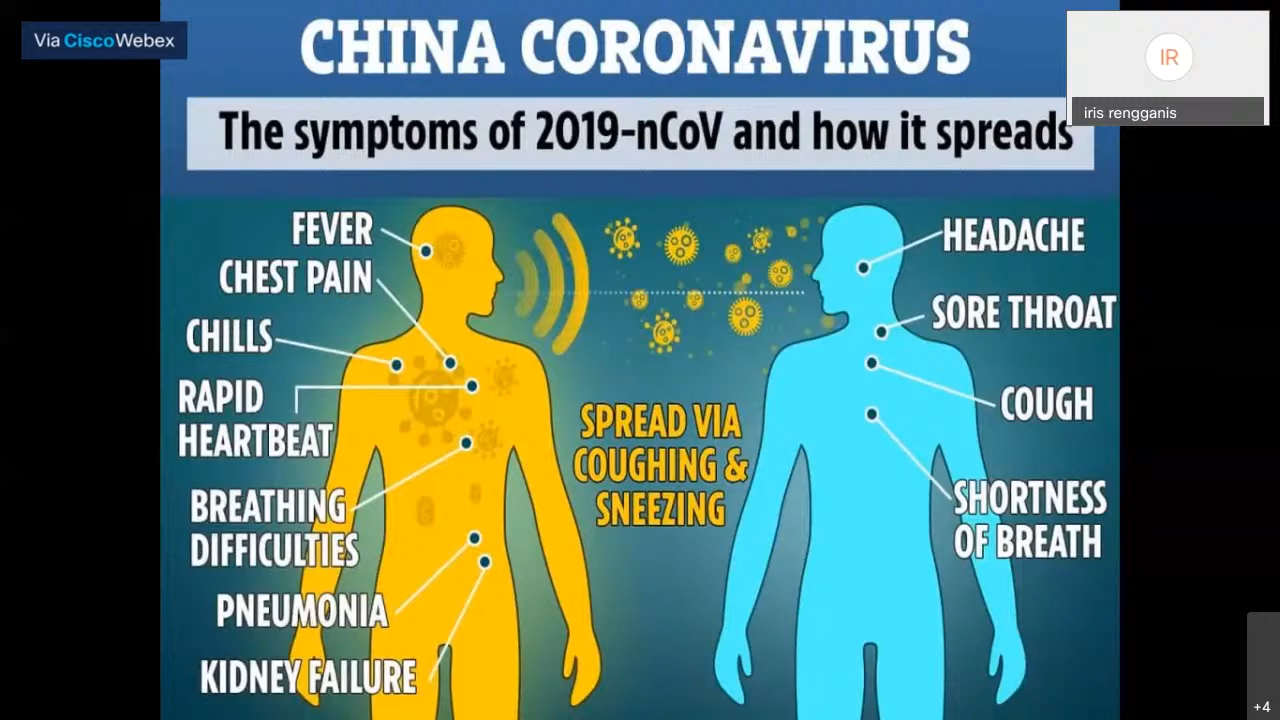 Via CiscoWebex
CHINA CORONAVIRUS
IR
iris rengganis
The symptoms of 2019-nCoV and how it spreads
FEVER
CHEST PAIN
CHILLS
RAPID
HEARTBEAT
BREATHING
DIFFICULTIES
PNEUMONIA
KIDNEY FAILURE
SPREAD VIA
COUGHING &
SNEEZING
HEADACHE
SORE THROAT
COUGH
SHORTNESS
OF BREATH
+4